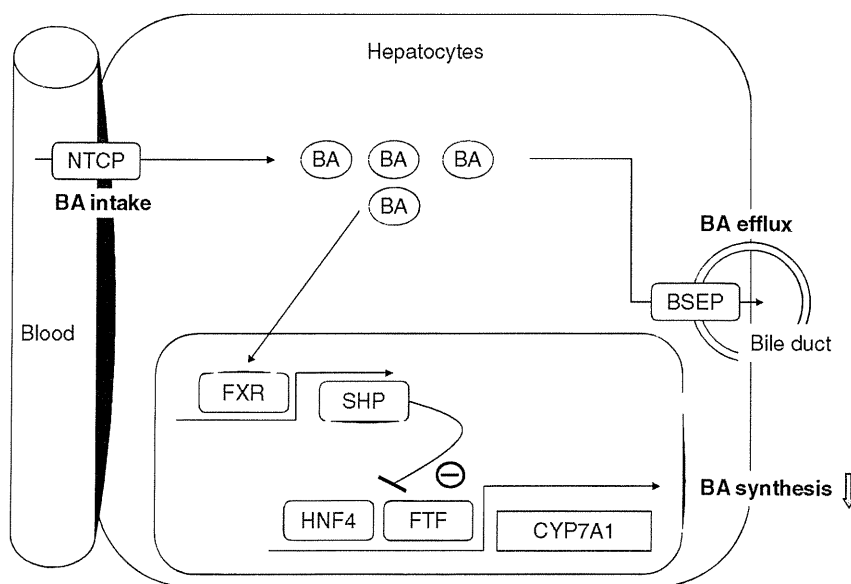 Hepatocytes
NTCP
BA BA BA
BA intake
BA
BA efflux
BSEP
Blood
Bile duct
FXR
SHP
−
BA synthesis
HNF4 FTF
CYP7A1